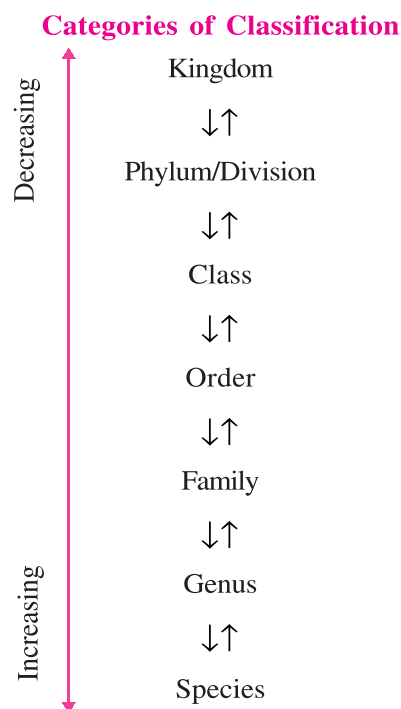 Categories of Classification
Decreasing
Kingdom
↓↑
Phylum/Division
↓↑
Class
↓↑
Order
↓↑
Family
↓↑
Genus
↓↑
Species
Increasing